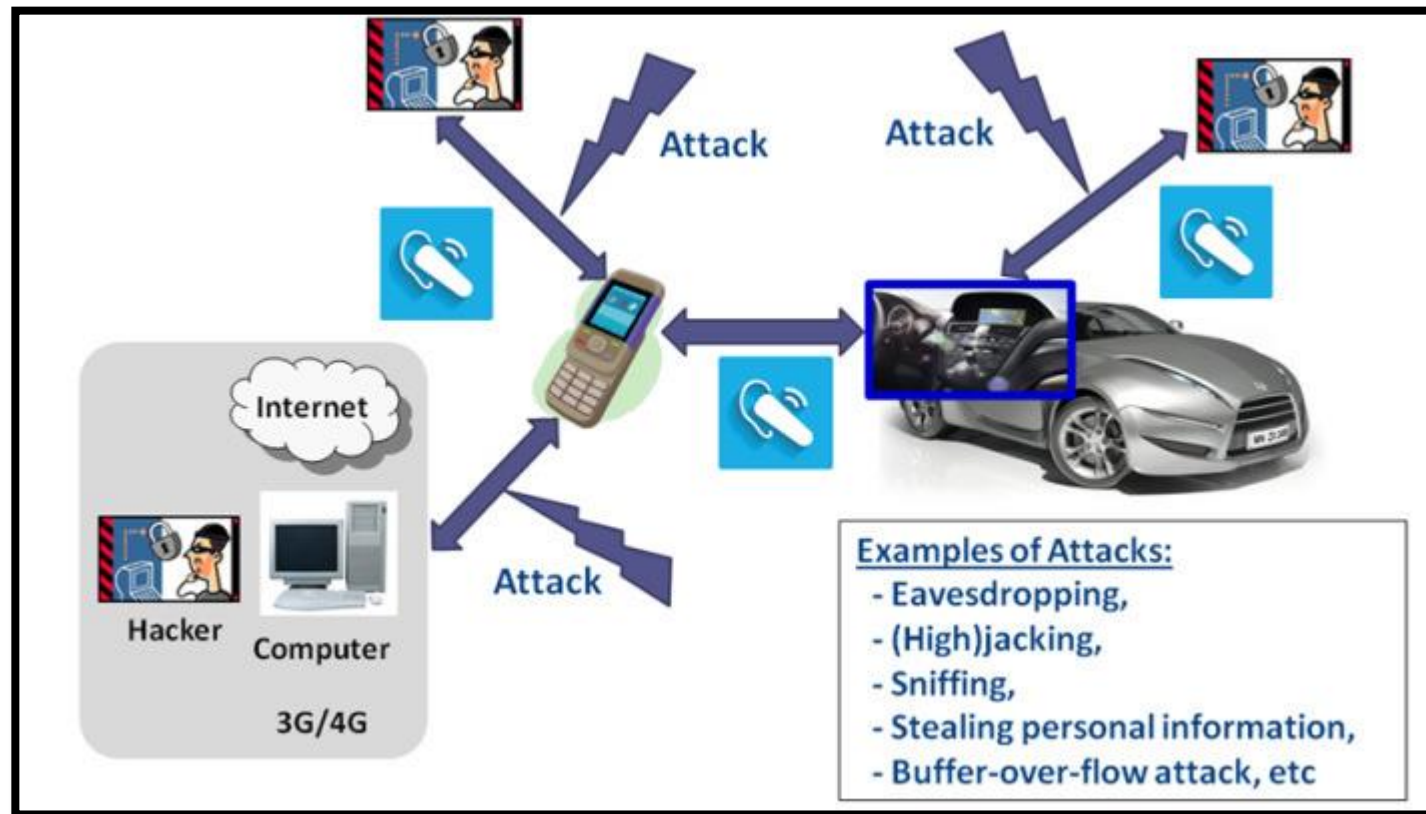 Attack
Attack
Internet
Hacker
Computer
3G/4G
Attack
Examples of Attacks:
- Eavesdropping,
- (High)jacking,
- Sniffing,
- Stealing personal information,
- Buffer-over-flow attack, etc